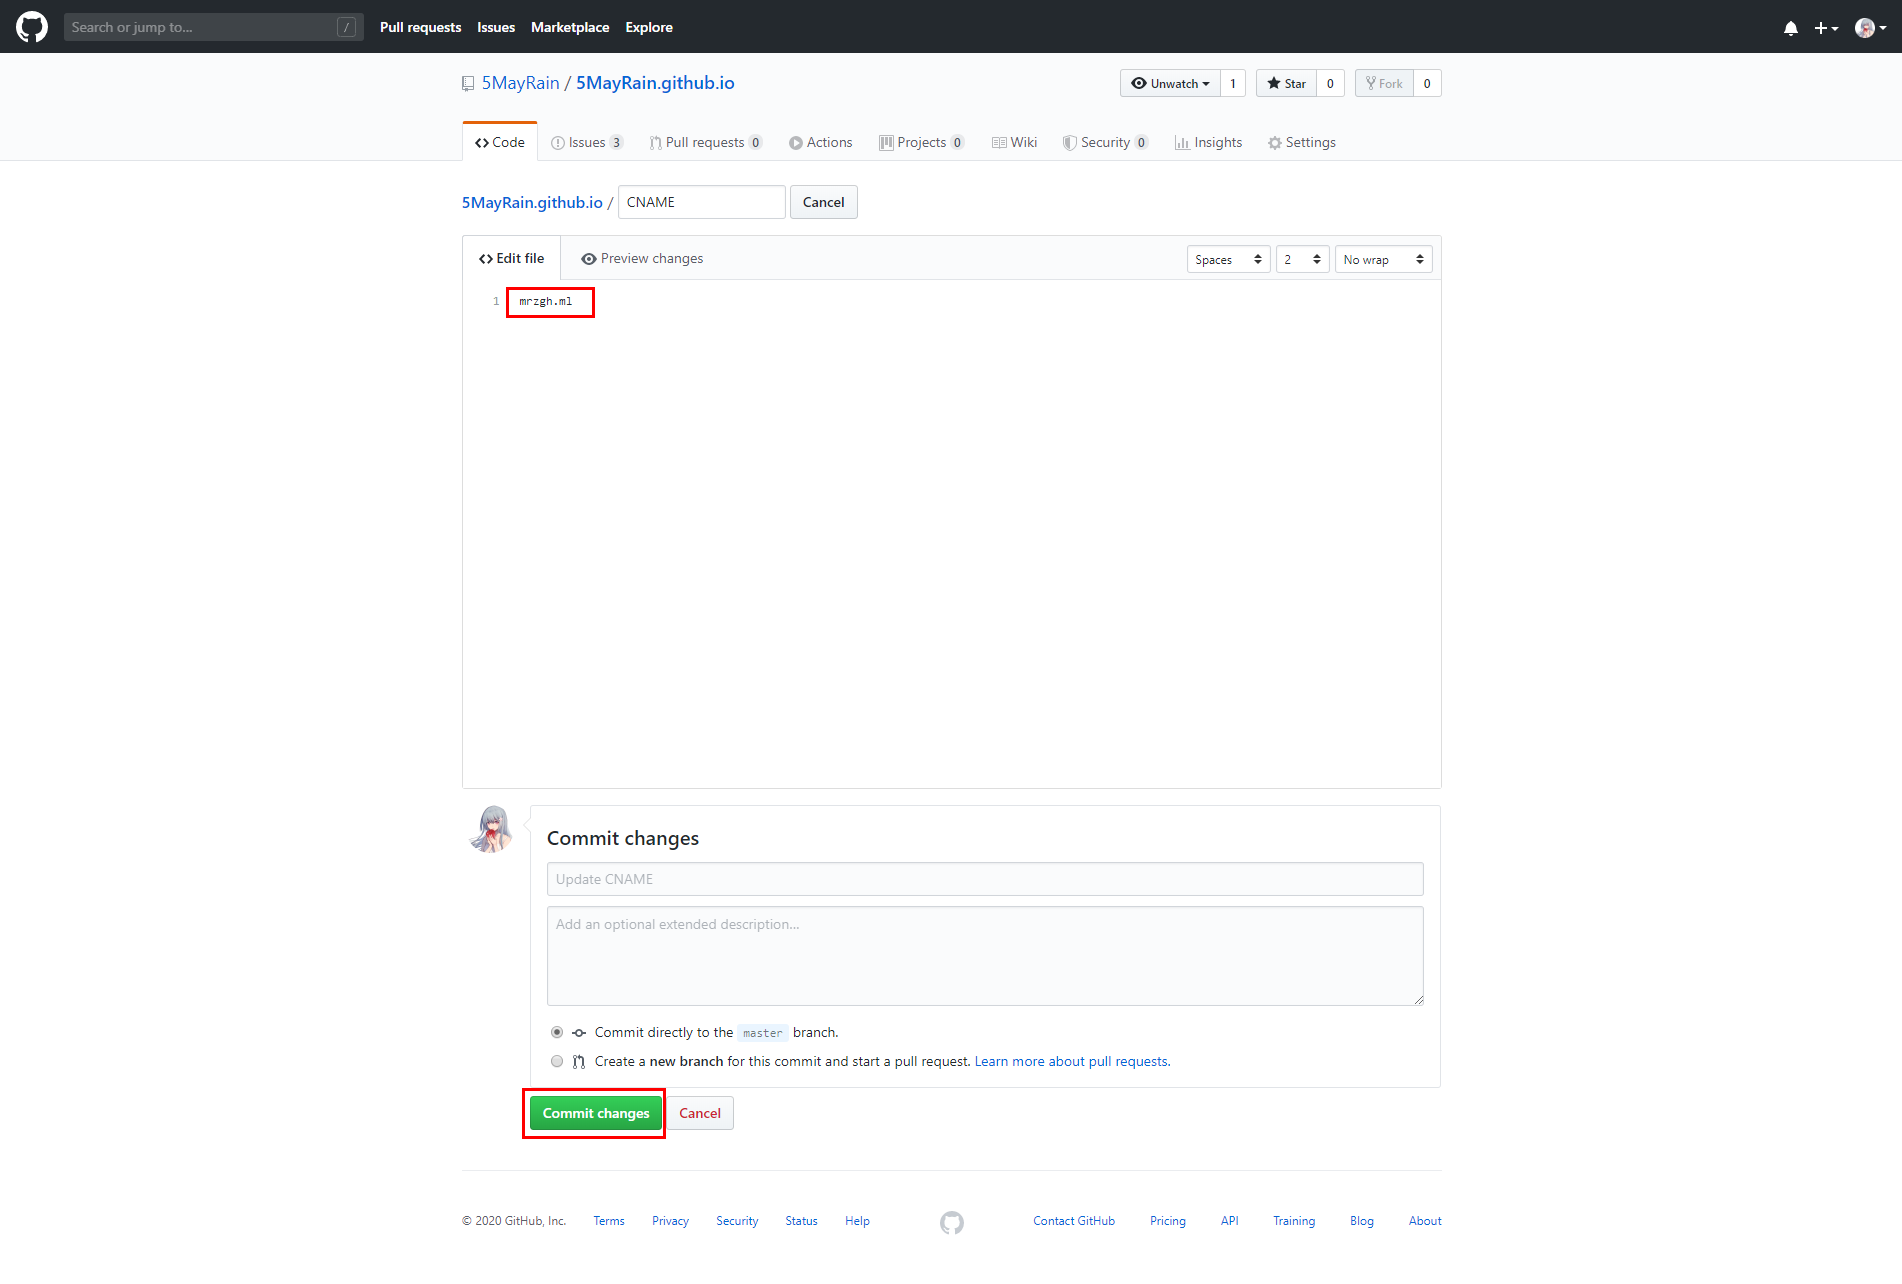 Search or jump to... / Pull requests Issues Marketplace Explore
5MayRain / 5MayRain.github.io Unwatch 1 Star 0 Fork 0
Code Issues 3 Pull requests 0 Actions Projects 0 Wiki Security 0 Insights Settings
5MayRain.github.io / CNAME Cancel
Edit file Preview changes Spaces 2 No wrap
1 mrzgh.ml
Commit changes
Update CNAME
Add an optional extended description...
Commit directly to the master branch.
Create a new branch for this commit and start a pull request. Learn more about pull requests.
Commit changes Cancel
© 2020 GitHub, Inc. Terms Privacy Security Status Help Contact GitHub Pricing API Training Blog About